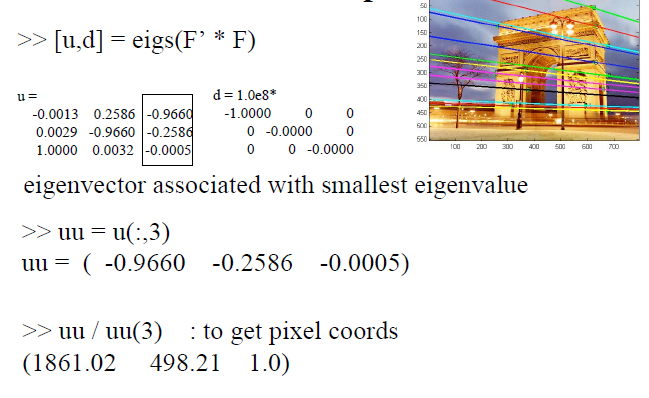 >> [u,d] = eigs(F’ * F)
u =
-0.0013 0.2586 -0.9660
0.0029 -0.9660 -0.2586
1.0000 0.0032 -0.0005
d = 1.0e8*
-1.0000 0 0
0 -0.0000 0
0 0 -0.0000
50
100
150
200
250
300
350
400
450
500
550
100 200 300 400 500 600 700
eigenvector associated with smallest eigenvalue
>> uu = u(:,3)
uu = ( -0.9660 -0.2586 -0.0005)
>> uu / uu(3) : to get pixel coords
(1861.02 498.21 1.0)